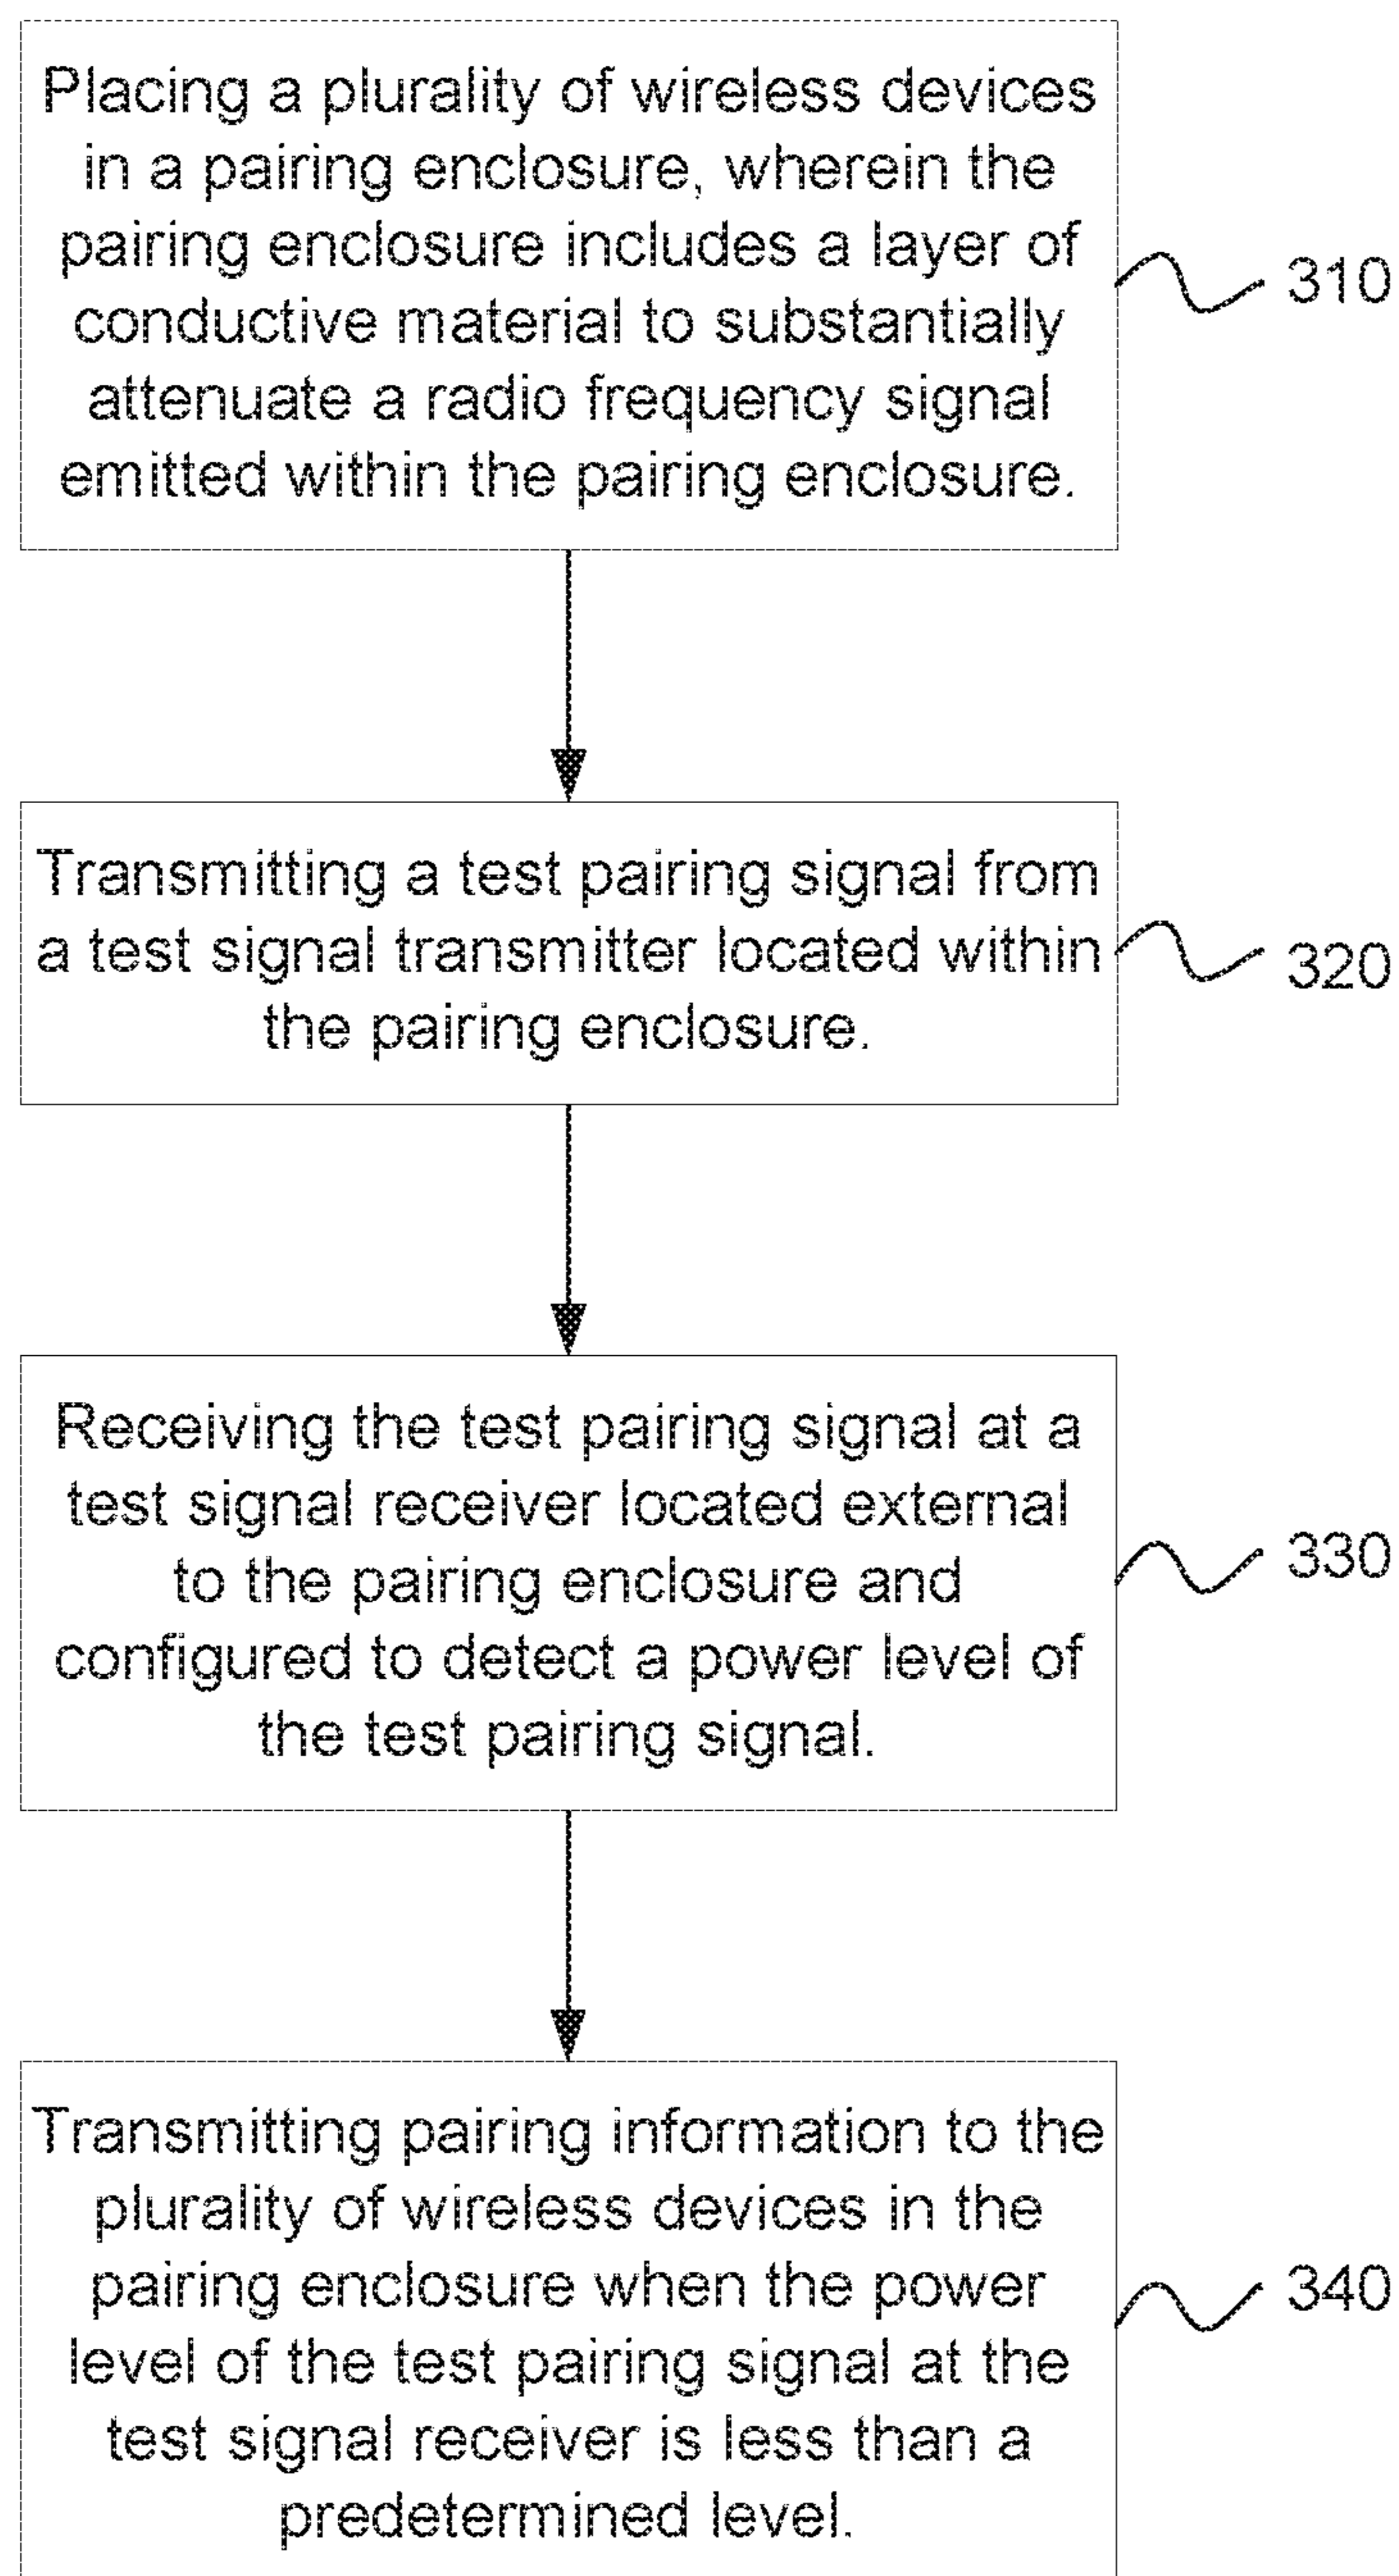 Placing a plurality of wireless devices
in a pairing enclosure, wherein the
pairing enclosure includes a layer of
conductive material to substantially
attenuate a radio frequency signal
emitted within the pairing enclosure.
310
Transmitting a test pairing signal from
a test signal transmitter located within
the pairing enclosure.
320
Receiving the test pairing signal at a
test signal receiver located external
to the pairing enclosure and
configured to detect a power level of
the test pairing signal.
330
Transmitting pairing information to the
plurality of wireless devices in the
pairing enclosure when the power
level of the test pairing signal at the
test signal receiver is less than a
predetermined level.
340